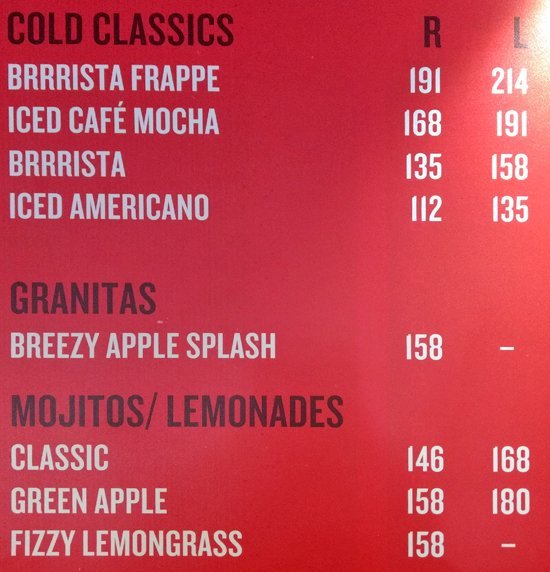 COLD CLASSICS R L
BRRRISTA FRAPPE 191 214
ICED CAFÉ MOCHA 168 191
BRRRISTA 135 158
ICED AMERICANO 112 135
GRANITAS
BREEZY APPLE SPLASH 158 –
MOJITOS/ LEMONADES
CLASSIC 146 168
GREEN APPLE 158 180
FIZZY LEMONGRASS 158 –